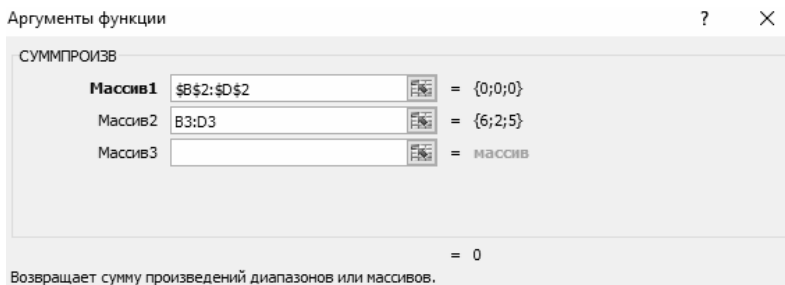 Аргументы функции ? ×
СУММПРОИЗВ
Массив1 $B$2:$D$2 = {0;0;0}
Массив2 B3:D3 = {6;2;5}
Массив3 = массив
= 0
Возвращает сумму произведений диапазонов или массивов.